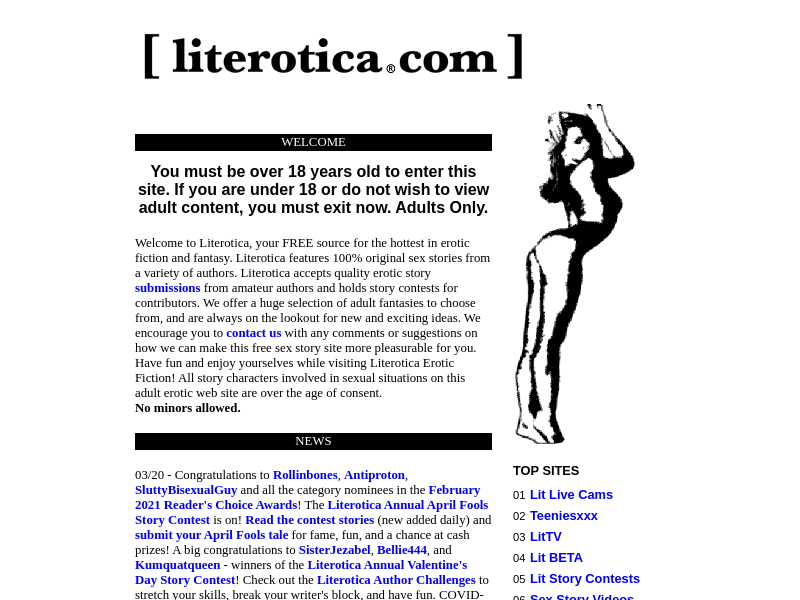 [ literotica.com ]
®
WELCOME
You must be over 18 years old to enter this
site. If you are under 18 or do not wish to view
adult content, you must exit now. Adults Only.
Welcome to Literotica, your FREE source for the hottest in erotic
fiction and fantasy. Literotica features 100% original sex stories from
a variety of authors. Literotica accepts quality erotic story
submissions from amateur authors and holds story contests for
contributors. We offer a huge selection of adult fantasies to choose
from, and are always on the lookout for new and exciting ideas. We
encourage you to contact us with any comments or suggestions on
how we can make this free sex story site more pleasurable for you.
Have fun and enjoy yourselves while visiting Literotica Erotic
Fiction! All story characters involved in sexual situations on this
adult erotic web site are over the age of consent.
No minors allowed.
NEWS
03/20 - Congratulations to Rollinbones, Antiproton,
SluttyBisexualGuy and all the category nominees in the February
2021 Reader's Choice Awards! The Literotica Annual April Fools
Story Contest is on! Read the contest stories (new added daily) and
submit your April Fools tale for fame, fun, and a chance at cash
prizes! A big congratulations to SisterJezabel, Bellie444, and
Kumquatqueen - winners of the Literotica Annual Valentine's
Day Story Contest! Check out the Literotica Author Challenges to
stretch your skills, break your writer's block, and have fun. COVID-
TOP SITES
01 Lit Live Cams
02 Teeniesxxx
03 LitTV
04 Lit BETA
05 Lit Story Contests
06 Sex Story Videos